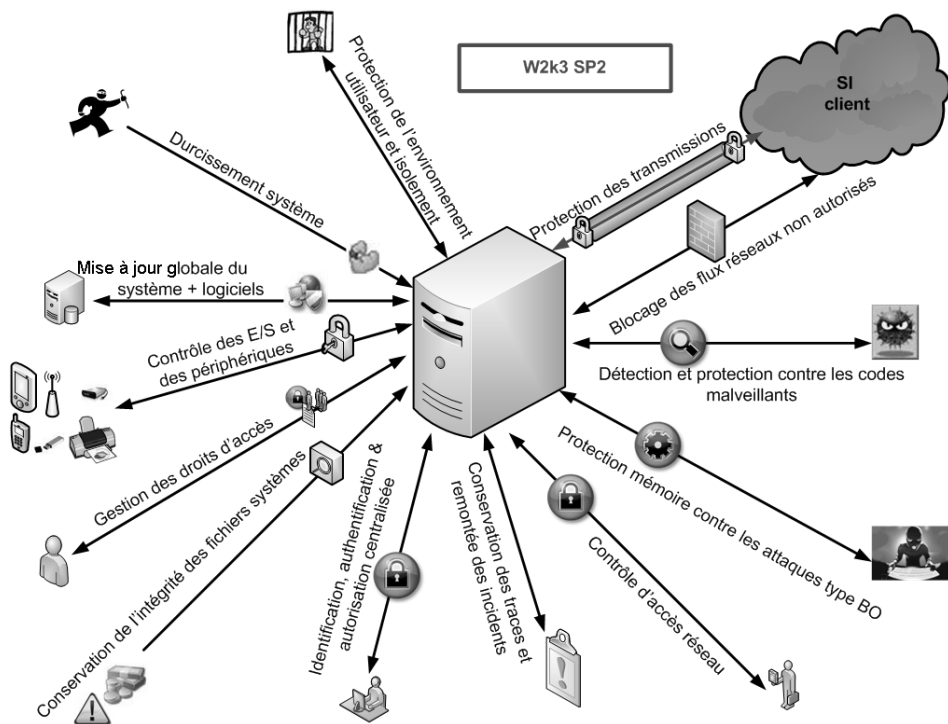 W2k3 SP2
SI
client
Protection de l'environnement
utilisateur et isolement
Durcissement système
Protection des transmissions
Blocage des flux réseaux non autorisés
Mise à jour globale du
système + logiciels
Contrôle des E/S et
des périphériques
Détection et protection contre les codes
malveillants
Gestion des droits d'accès
Protection mémoire contre les attaques type BO
Conservation de l'intégrité des fichiers systèmes
Identification, authentification &
autorisation centralisée
Conservation des traces et
remontée des incidents
Contrôle d'accès réseau